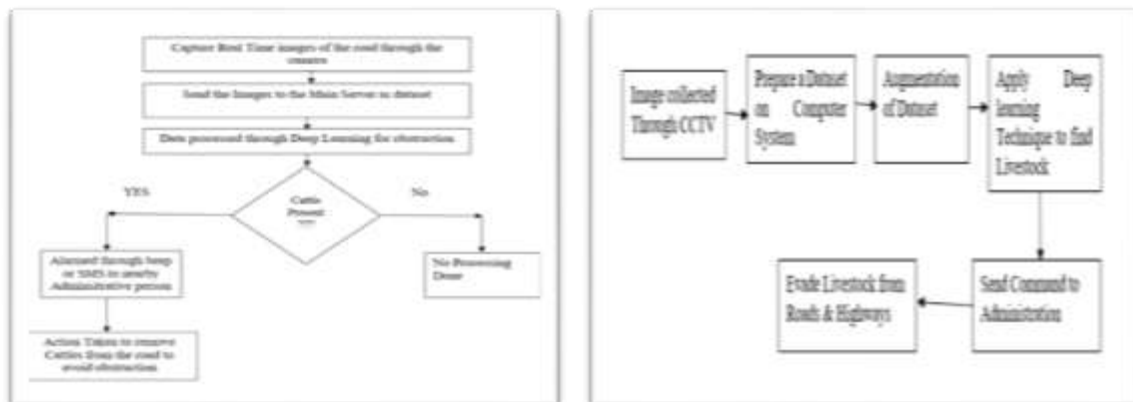 Capture Real Time images of the road through the
camera
Send the Images to the Main Server as dataset
Data processed through Deep Learning for obstruction
Cattle
Present
YES
No
Alarmed through beep
or SMS to nearby
Administrative person
No Processing
Done
Action Taken to remove
Cattles from the road to
avoid obstruction
Image collected
Through CCTV
Prepare a Dataset
on Computer
System
Augmentation
of Dataset
Apply Deep
learning
Technique to find
Livestock
Send Command to
Administration
Evade Livestock from
Roads & Highways